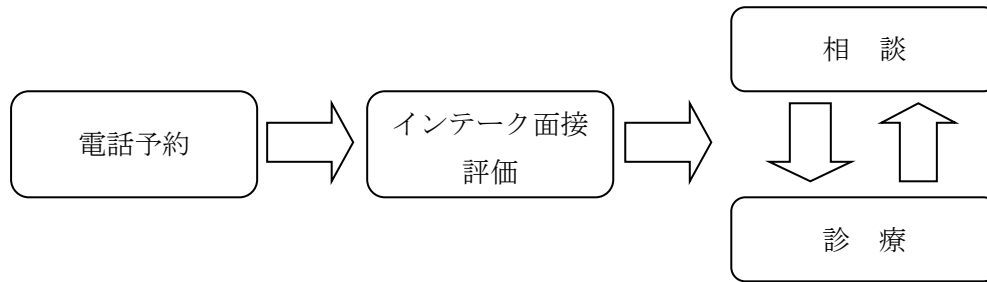 電話予約
インテーク面接
評価
相　談
診　療